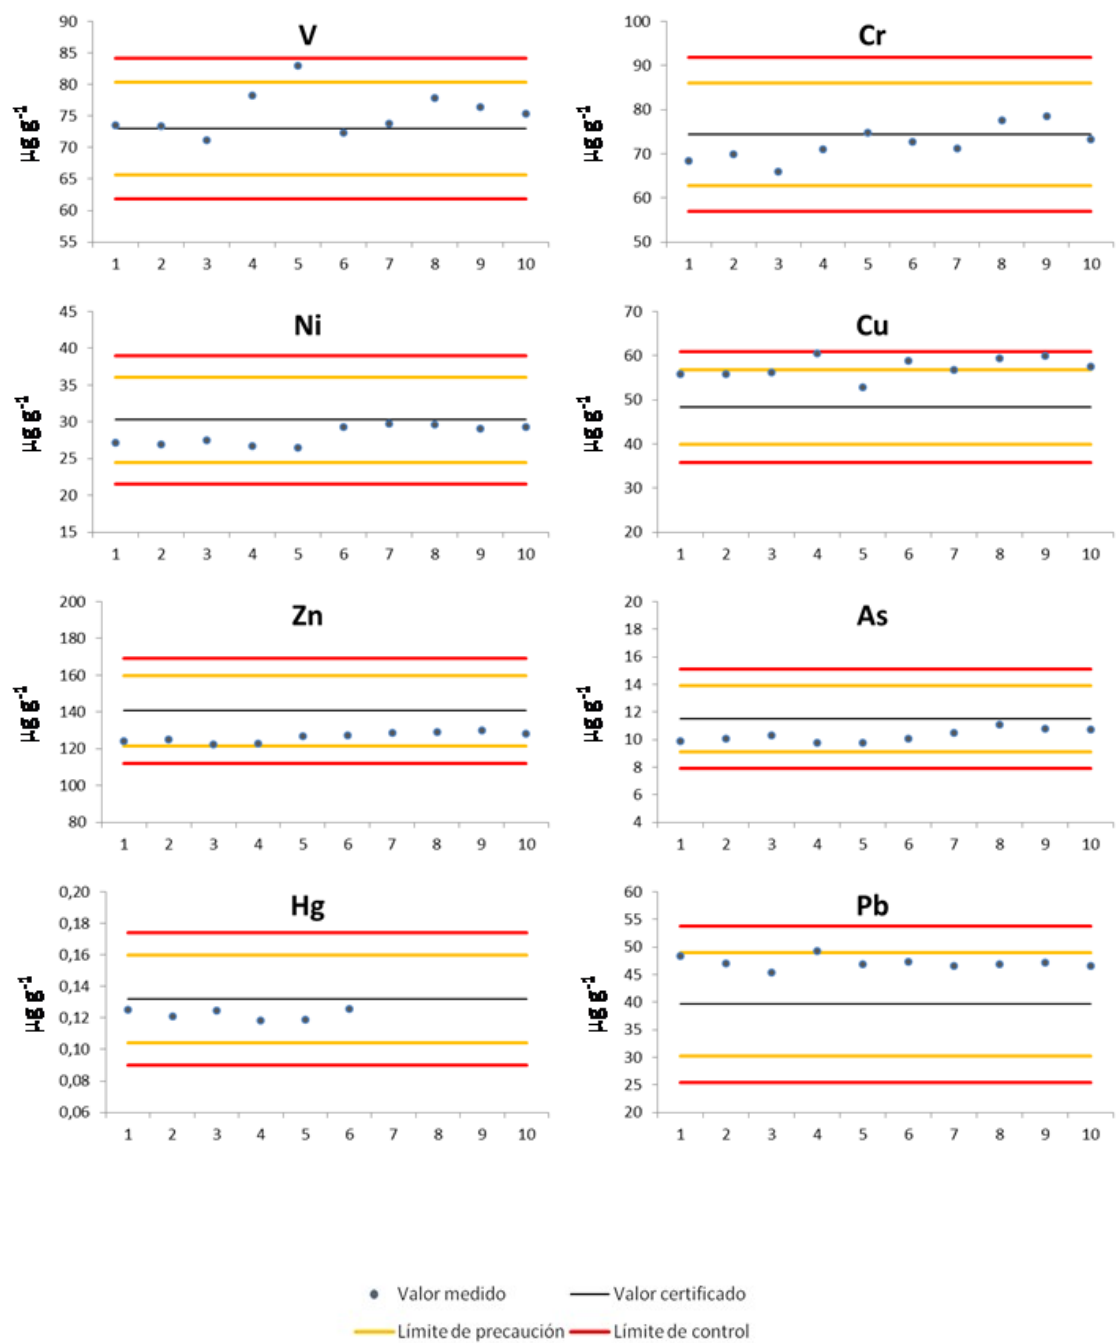 V
µg g-1
90
85
80
75
70
65
60
55
1 2 3 4 5 6 7 8 9 10
Cr
µg g-1
100
90
80
70
60
50
1 2 3 4 5 6 7 8 9 10
Ni
µg g-1
45
40
35
30
25
20
15
1 2 3 4 5 6 7 8 9 10
Cu
µg g-1
70
60
50
40
30
20
1 2 3 4 5 6 7 8 9 10
Zn
µg g-1
200
180
160
140
120
100
80
1 2 3 4 5 6 7 8 9 10
As
µg g-1
20
18
16
14
12
10
8
6
4
1 2 3 4 5 6 7 8 9 10
Hg
µg g-1
0,20
0,18
0,16
0,14
0,12
0,10
0,08
0,06
1 2 3 4 5 6 7 8 9 10
Pb
µg g-1
60
55
50
45
40
35
30
25
20
1 2 3 4 5 6 7 8 9 10
Valor medido Valor certificado
Límite de precaución Límite de control